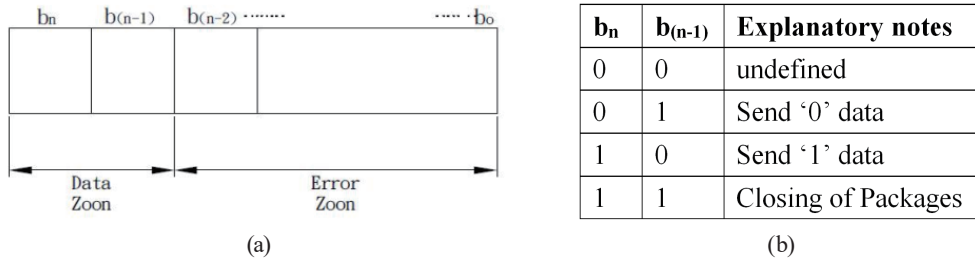 bn b(n-1) b(n-2) ........ ......bo
Data
Zoon
Error
Zoon
(a)
bn b(n-1) Explanatory notes
0 0 undefined
0 1 Send ‘0’ data
1 0 Send ‘1’ data
1 1 Closing of Packages
(b)